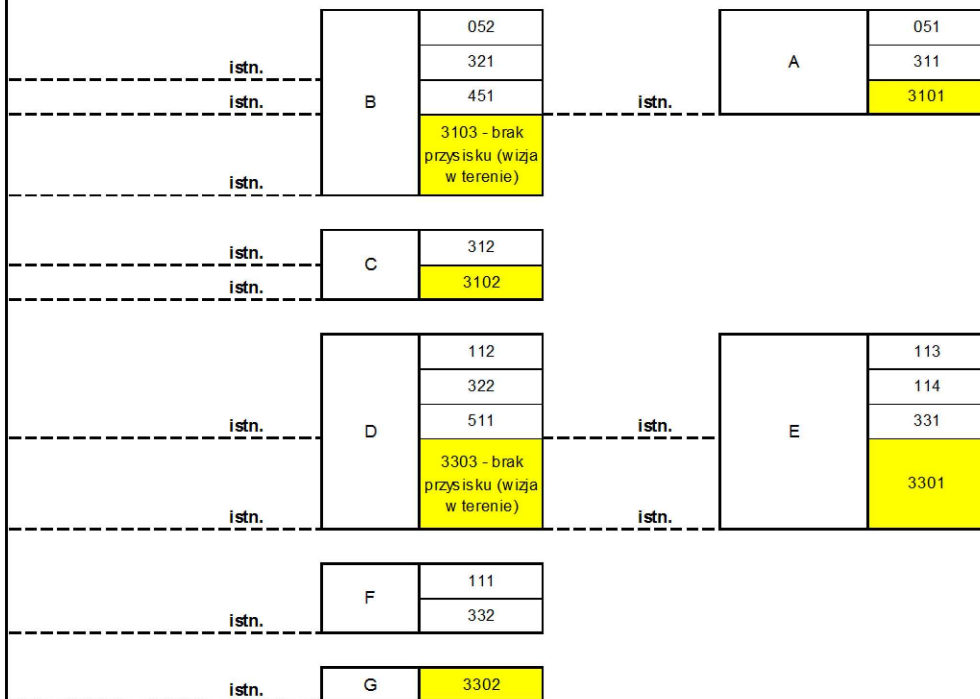 052
051
istn.
321
A
311
istn.
B
451
istn.
3101
3103 - brak
przysisku (wizja
w terenie)
istn.
istn.
C
312
istn.
3102
112
113
322
114
istn.
D
511
istn.
E
331
3303 - brak
przysisku (wizja
w terenie)
3301
istn.
istn.
F
111
istn.
332
istn.
G
3302